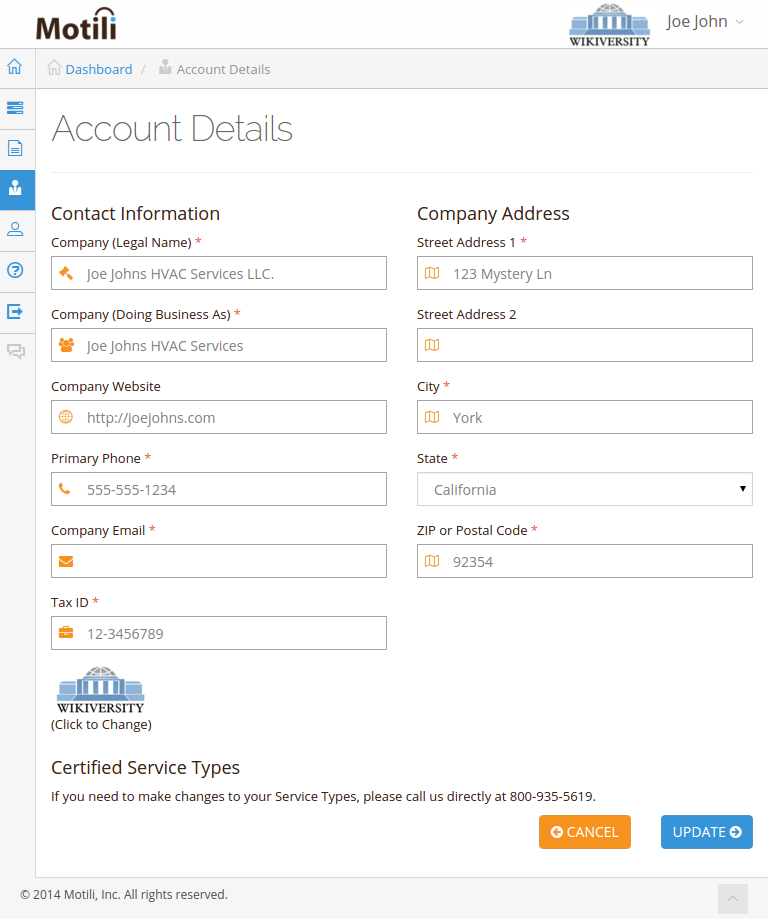 Motili
WIKIVERSITY
Joe John
Dashboard / Account Details
Account Details
Contact Information
Company (Legal Name) *
Joe Johns HVAC Services LLC.
Company (Doing Business As) *
Joe Johns HVAC Services
Company Website
http://joejohns.com
Primary Phone *
555-555-1234
Company Email *
Tax ID *
12-3456789
WIKIVERSITY
(Click to Change)
Company Address
Street Address 1 *
123 Mystery Ln
Street Address 2
City *
York
State *
California
ZIP or Postal Code *
92354
Certified Service Types
If you need to make changes to your Service Types, please call us directly at 800-935-5619.
CANCEL
UPDATE
© 2014 Motili, Inc. All rights reserved.